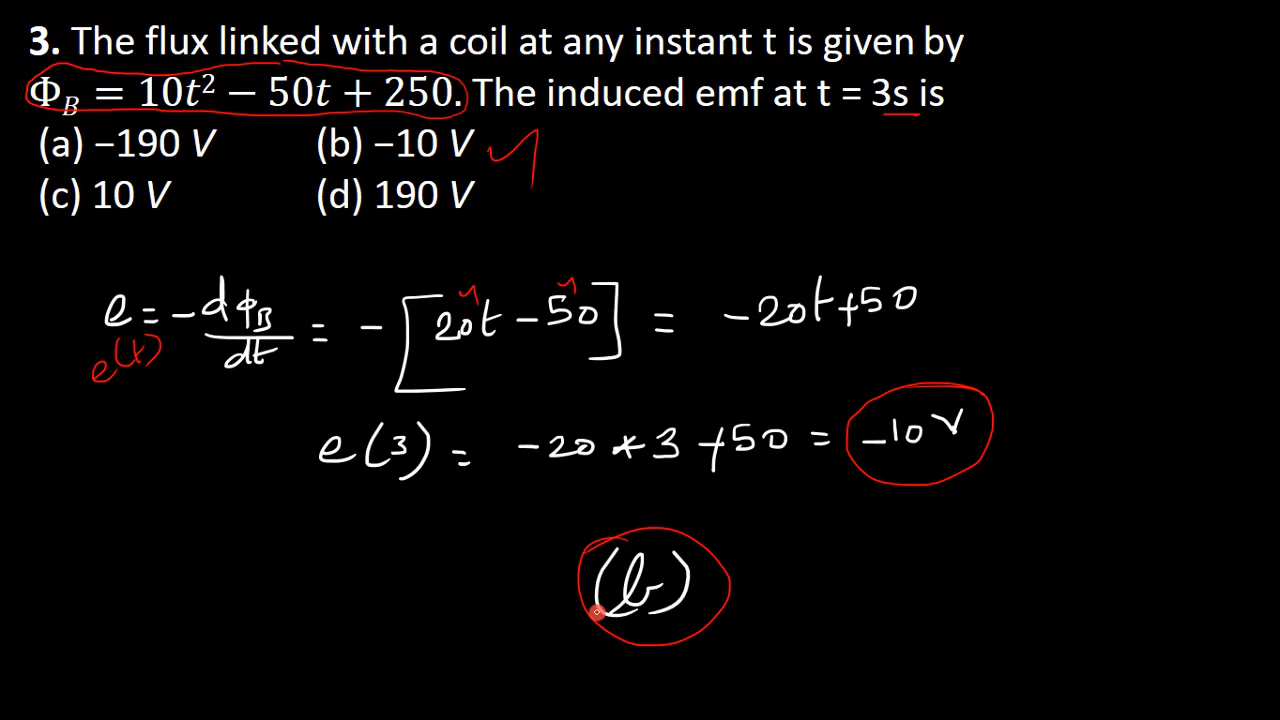 3. The flux linked with a coil at any instant t is given by
Φ_B = 10t² − 50t + 250. The induced emf at t = 3s is
(a) −190 V (b) −10 V
(c) 10 V (d) 190 V
e = -dφ_B/dt = -[20t - 50] = -20t+50
e(t)
e(3) = -20 * 3 +50 = -10 V
(b)